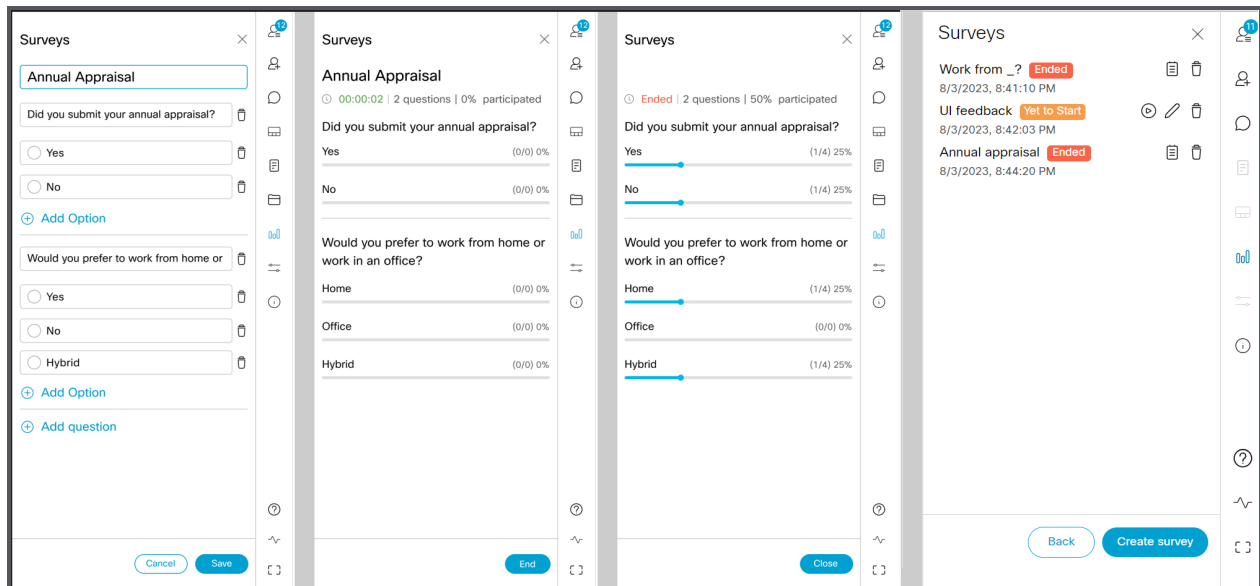 Surveys
Annual Appraisal
Did you submit your annual appraisal?
Yes
No
Add Option
Would you prefer to work from home or
Yes
No
Hybrid
Add Option
Add question
Cancel
Save
12
Surveys
Annual Appraisal
00:00:02 | 2 questions | 0% participated
Did you submit your annual appraisal?
Yes (0/0) 0%
No (0/0) 0%
Would you prefer to work from home or
work in an office?
Home (0/0) 0%
Office (0/0) 0%
Hybrid (0/0) 0%
End
12
Surveys
Ended | 2 questions | 50% participated
Did you submit your annual appraisal?
Yes (1/4) 25%
No (1/4) 25%
Would you prefer to work from home or
work in an office?
Home (1/4) 25%
Office (0/0) 0%
Hybrid (1/4) 25%
Close
12
Surveys
Work from _? Ended
8/3/2023, 8:41:10 PM
UI feedback Yet to Start
8/3/2023, 8:42:03 PM
Annual appraisal Ended
8/3/2023, 8:44:20 PM
Back
Create survey
11